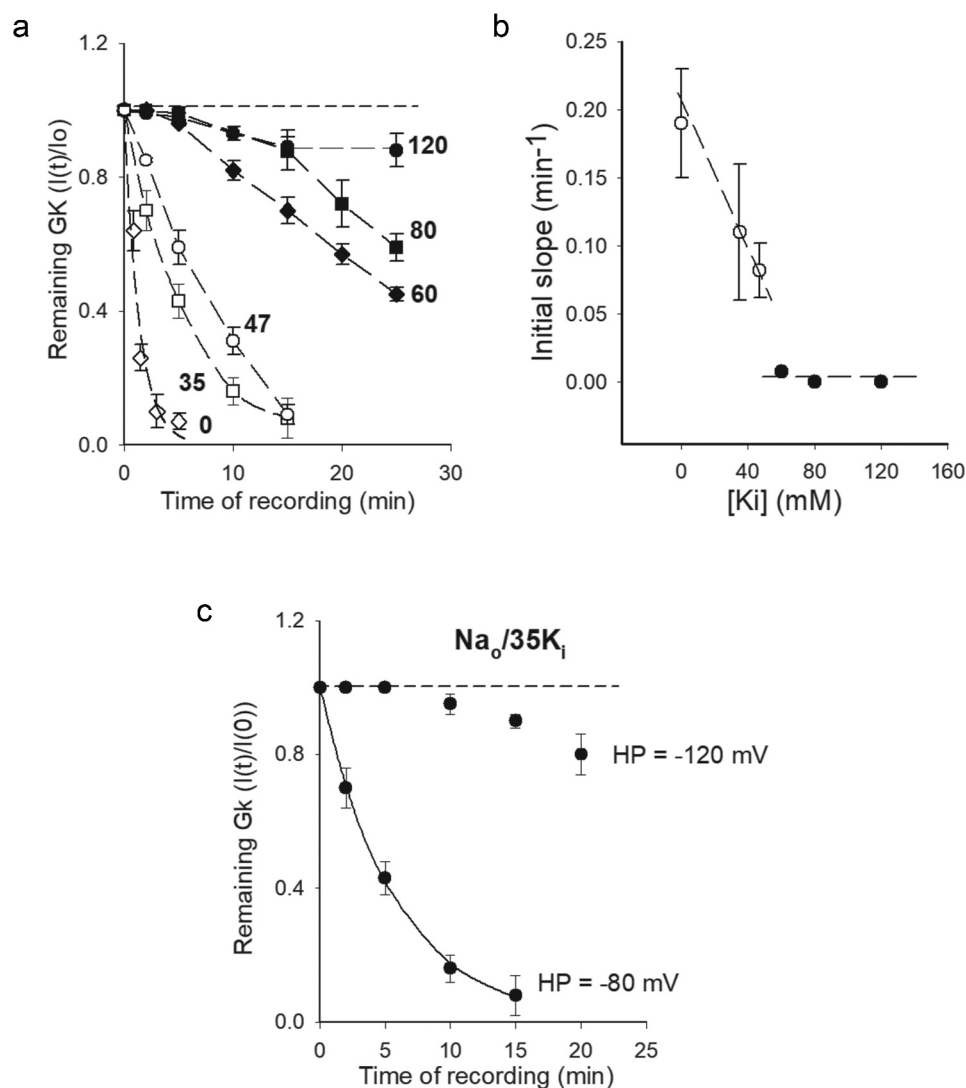 a
1.2
0.8
0.4
0.0
0
10
20
30
Remaining GK (I(t)/Io)
Time of recording (min)
120
80
60
47
35
0
b
0.25
0.20
0.15
0.10
0.05
0.00
0
40
80
120
160
Initial slope (min-1)
[Ki] (mM)
c
1.2
0.8
0.4
0.0
0
5
10
15
20
25
Remaining Gk (I(t)/I(0))
Time of recording (min)
Na_o/35K_i
HP = -120 mV
HP = -80 mV